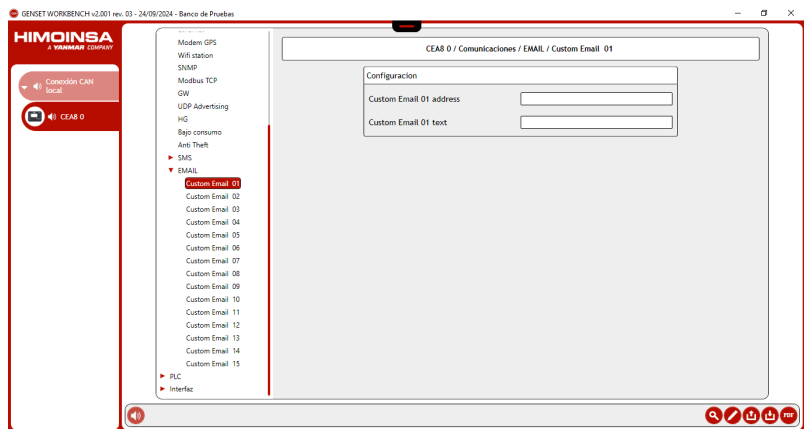 GENSET WORKBENCH v2.001 rev. 03 - 24/09/2024 - Banco de Pruebas
HIMOINSA
A YANMAR COMPANY
Conexión CAN
local
CEA8 0
Modem GPS
Wifi station
SNMP
Modbus TCP
GW
UDP Advertising
HG
Bajo consumo
Anti Theft
SMS
EMAIL
Custom Email 01
Custom Email 02
Custom Email 03
Custom Email 04
Custom Email 05
Custom Email 06
Custom Email 07
Custom Email 08
Custom Email 09
Custom Email 10
Custom Email 11
Custom Email 12
Custom Email 13
Custom Email 14
Custom Email 15
PLC
Interfaz
CEA8 0 / Comunicaciones / EMAIL / Custom Email 01
Configuracion
Custom Email 01 address
Custom Email 01 text
PDF